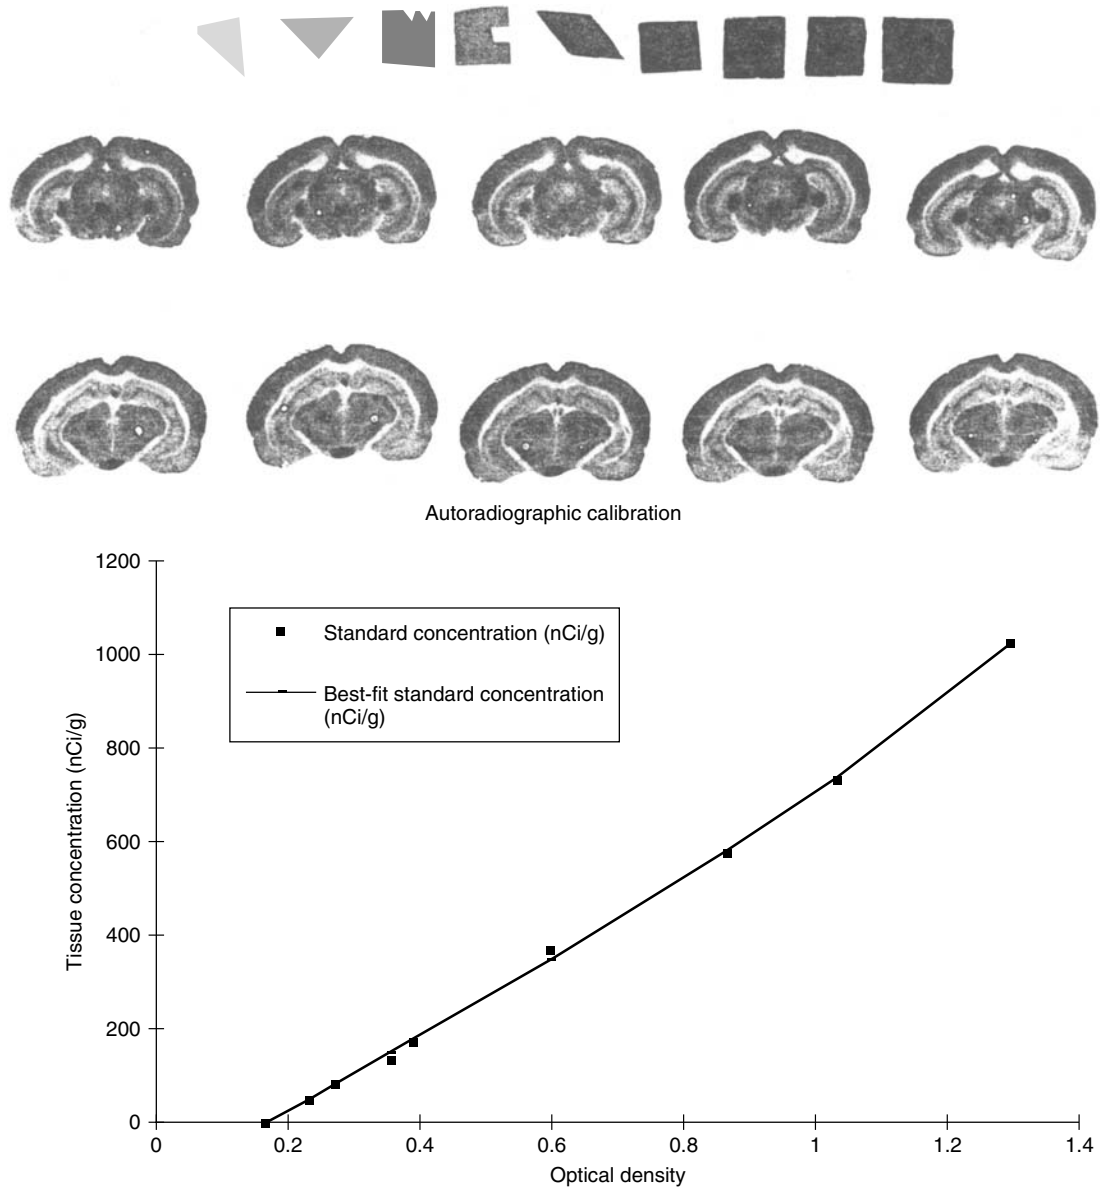 Autoradiographic calibration
1200
1000
800
600
400
200
0
Tissue concentration (nCi/g)
Standard concentration (nCi/g)
Best-fit standard concentration
(nCi/g)
0 0.2 0.4 0.6 0.8 1 1.2 1.4
Optical density